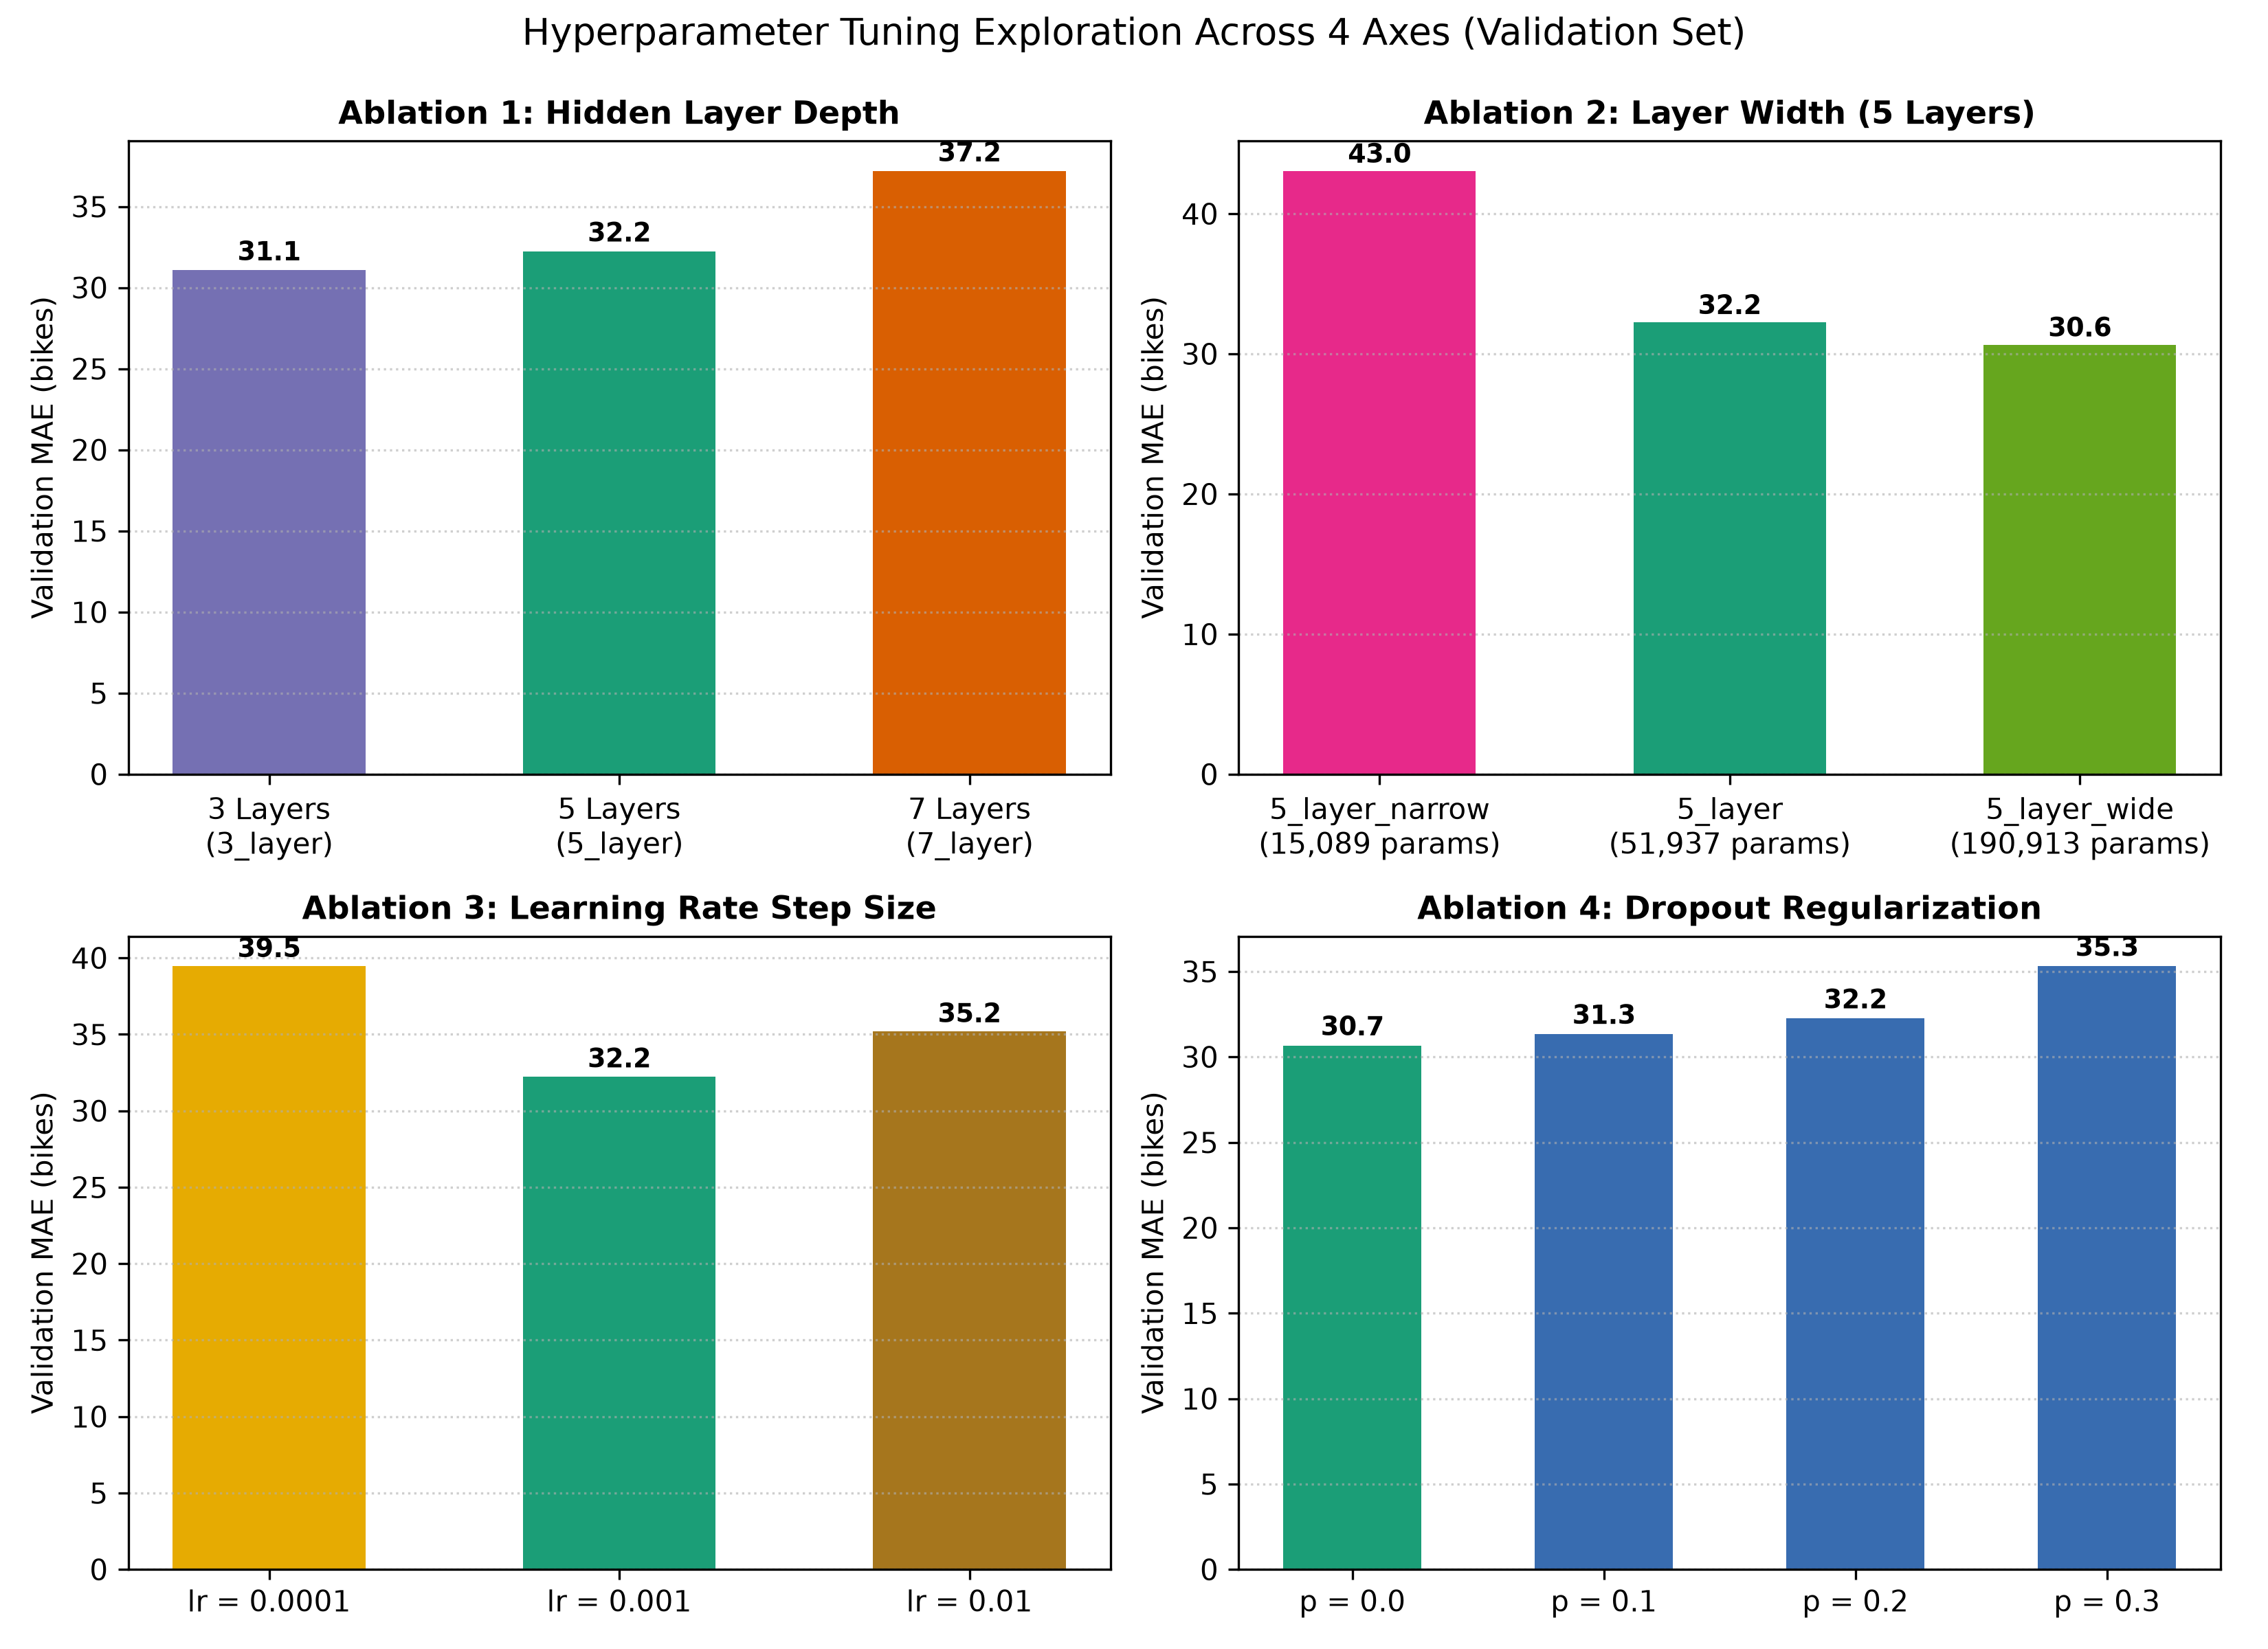 Hyperparameter Tuning Exploration Across 4 Axes (Validation Set)
Ablation 1: Hidden Layer Depth
Validation MAE (bikes)
35
30
25
20
15
10
5
0
31.1
32.2
37.2
3 Layers
(3_layer)
5 Layers
(5_layer)
7 Layers
(7_layer)
Ablation 2: Layer Width (5 Layers)
Validation MAE (bikes)
40
30
20
10
0
43.0
32.2
30.6
5_layer_narrow
(15,089 params)
5_layer
(51,937 params)
5_layer_wide
(190,913 params)
Ablation 3: Learning Rate Step Size
Validation MAE (bikes)
40
35
30
25
20
15
10
5
0
39.5
32.2
35.2
lr = 0.0001
lr = 0.001
lr = 0.01
Ablation 4: Dropout Regularization
Validation MAE (bikes)
35
30
25
20
15
10
5
0
30.7
31.3
32.2
35.3
p = 0.0
p = 0.1
p = 0.2
p = 0.3